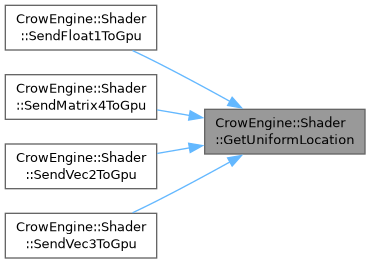 CrowEngine::Shader
::SendFloat1ToGpu
CrowEngine::Shader
::SendMatrix4ToGpu
CrowEngine::Shader
::GetUniformLocation
CrowEngine::Shader
::SendVec2ToGpu
CrowEngine::Shader
::SendVec3ToGpu